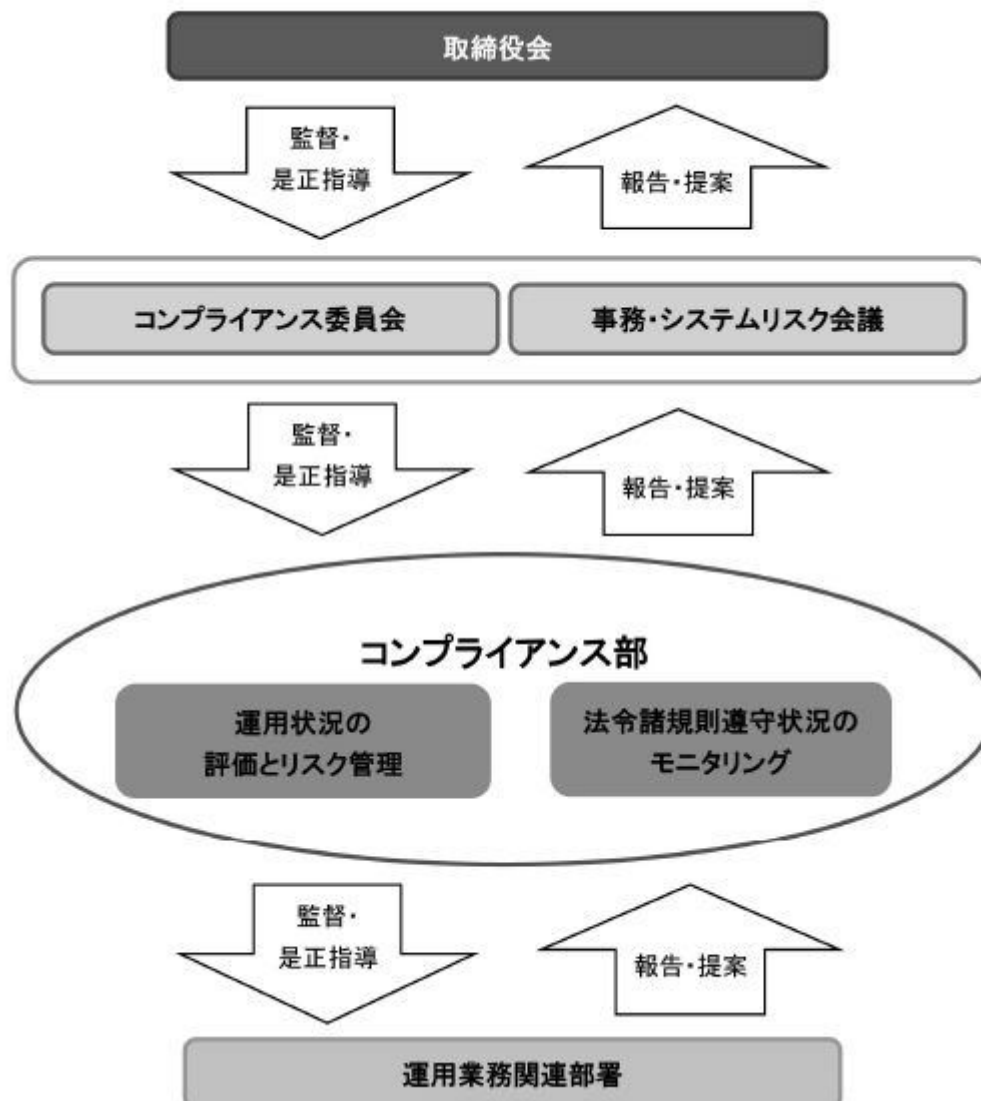 取締役会
監督・
是正指導
報告・提案
コンプライアンス委員会
事務・システムリスク会議
監督・
是正指導
報告・提案
コンプライアンス部
運用状況の
評価とリスク管理
法令諸規則遵守状況の
モニタリング
監督・
是正指導
報告・提案
運用業務関連部署